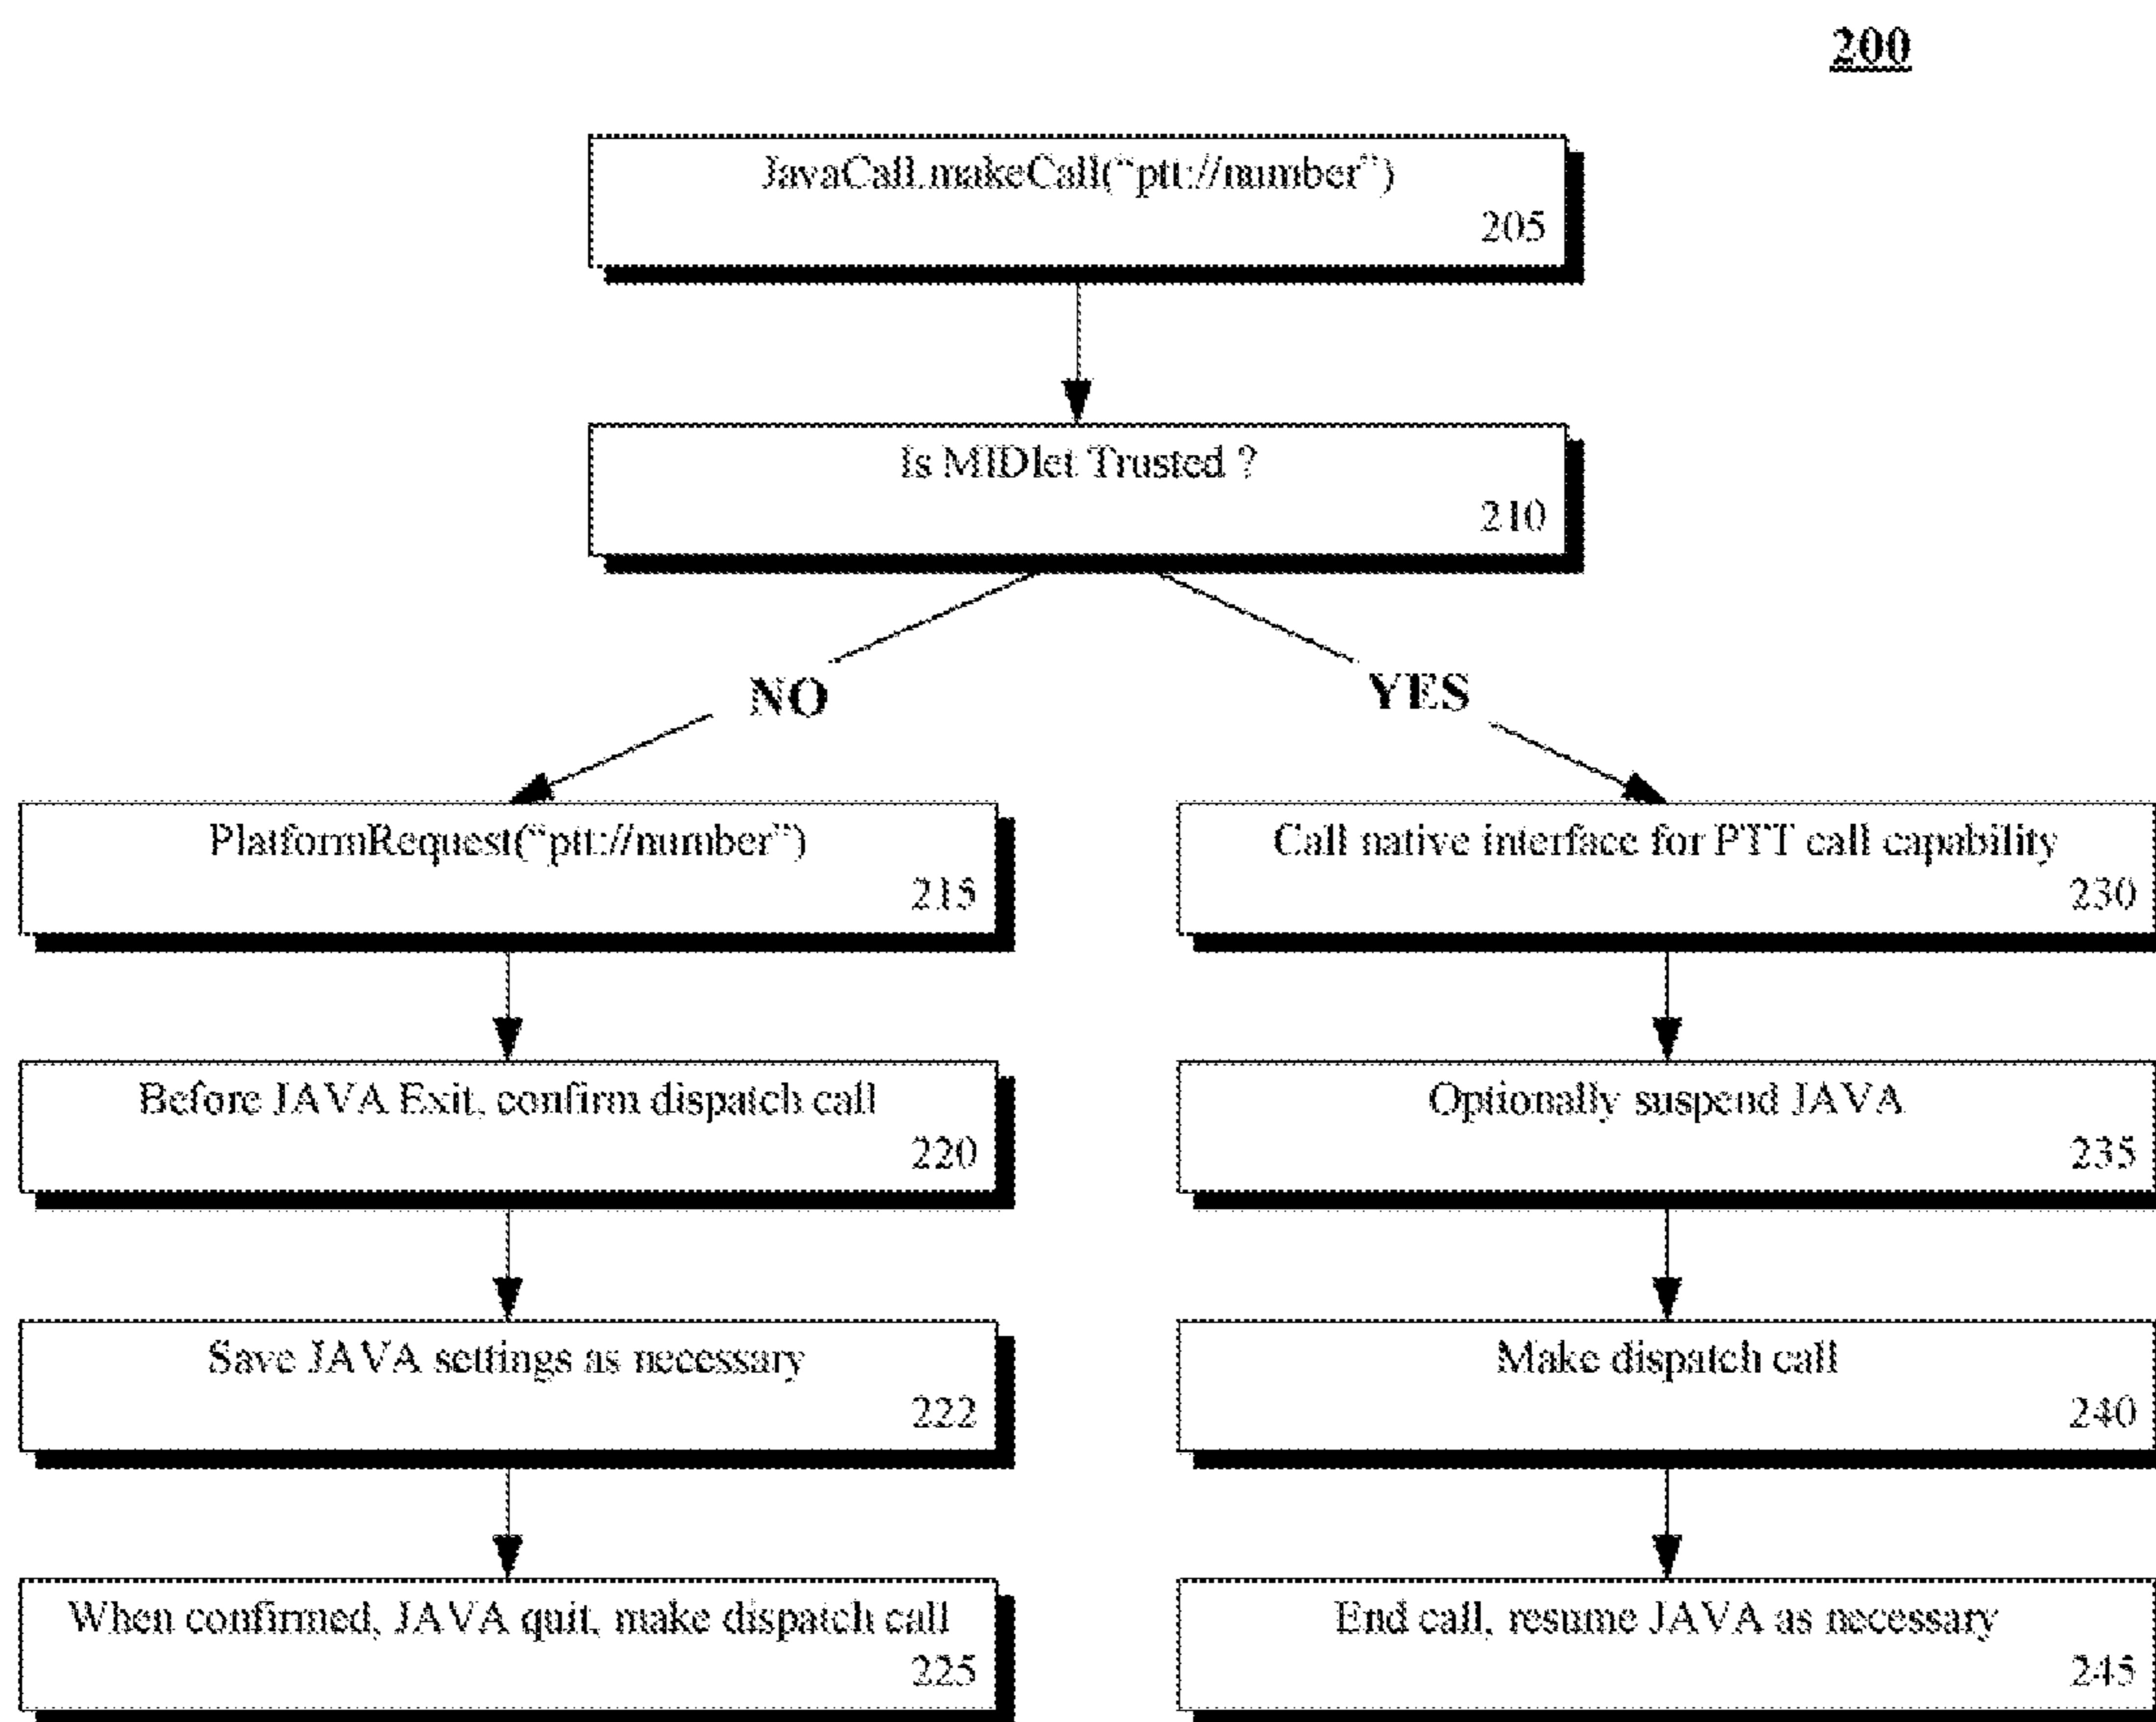 200
JavaCall.makeCall(“ptt://number”)
205
Is MIDlet Trusted ?
210
NO
YES
PlatformRequest(“ptt://number”)
215
Call native interface for PTT call capability
230
Before JAVA Exit, confirm dispatch call
220
Optionally suspend JAVA
235
Save JAVA settings as necessary
222
Make dispatch call
240
When confirmed, JAVA quit, make dispatch call
225
End call, resume JAVA as necessary
245